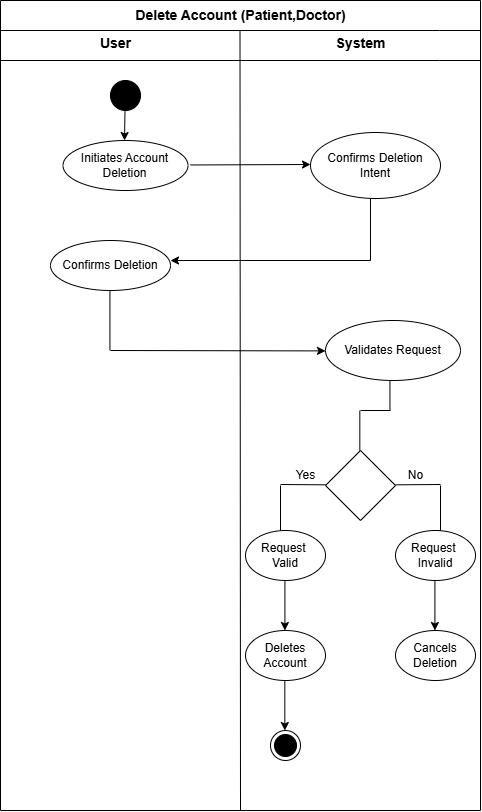 Delete Account (Patient,Doctor)
User
System
Initiates Account
Deletion
Confirms Deletion
Intent
Confirms Deletion
Validates Request
Yes
No
Request
Valid
Request
Invalid
Deletes
Account
Cancels
Deletion